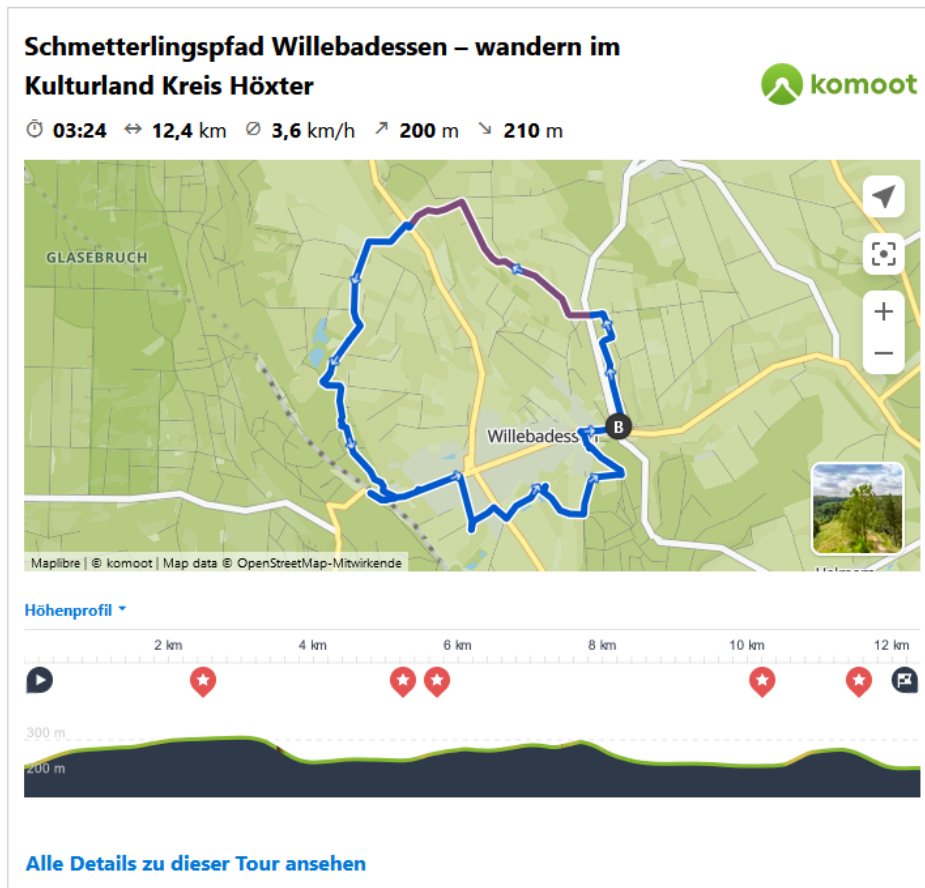 Schmetterlingspfad Willebadessen – wandern im
Kulturland Kreis Höxter
komoot
03:24 12,4 km 3,6 km/h 200 m 210 m
GLASEBRUCH
B
Maplibre | © komoot | Map data © OpenStreetMap-Mitwirkende
Höhenprofil
2 km 4 km 6 km 8 km 10 km 12 km
300 m
200 m
Alle Details zu dieser Tour ansehen